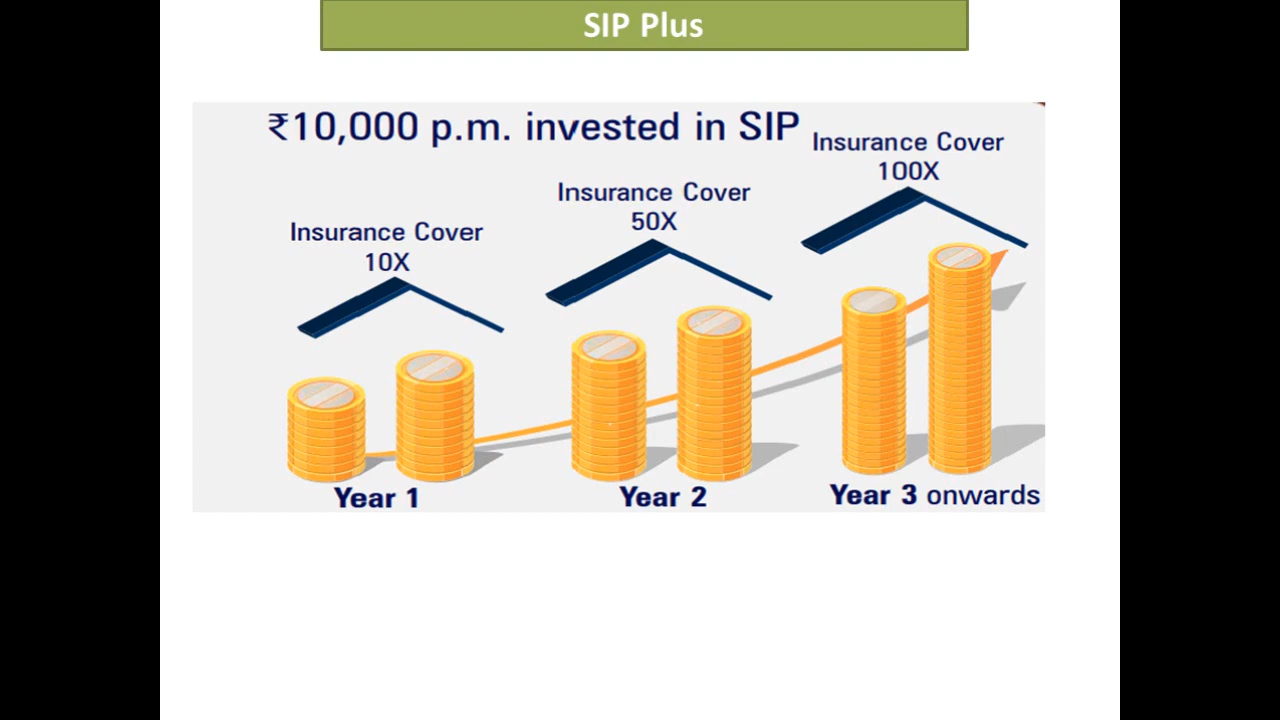 SIP Plus
₹10,000 p.m. invested in SIP
Insurance Cover
10X
Insurance Cover
50X
Insurance Cover
100X
Year 1
Year 2
Year 3 onwards